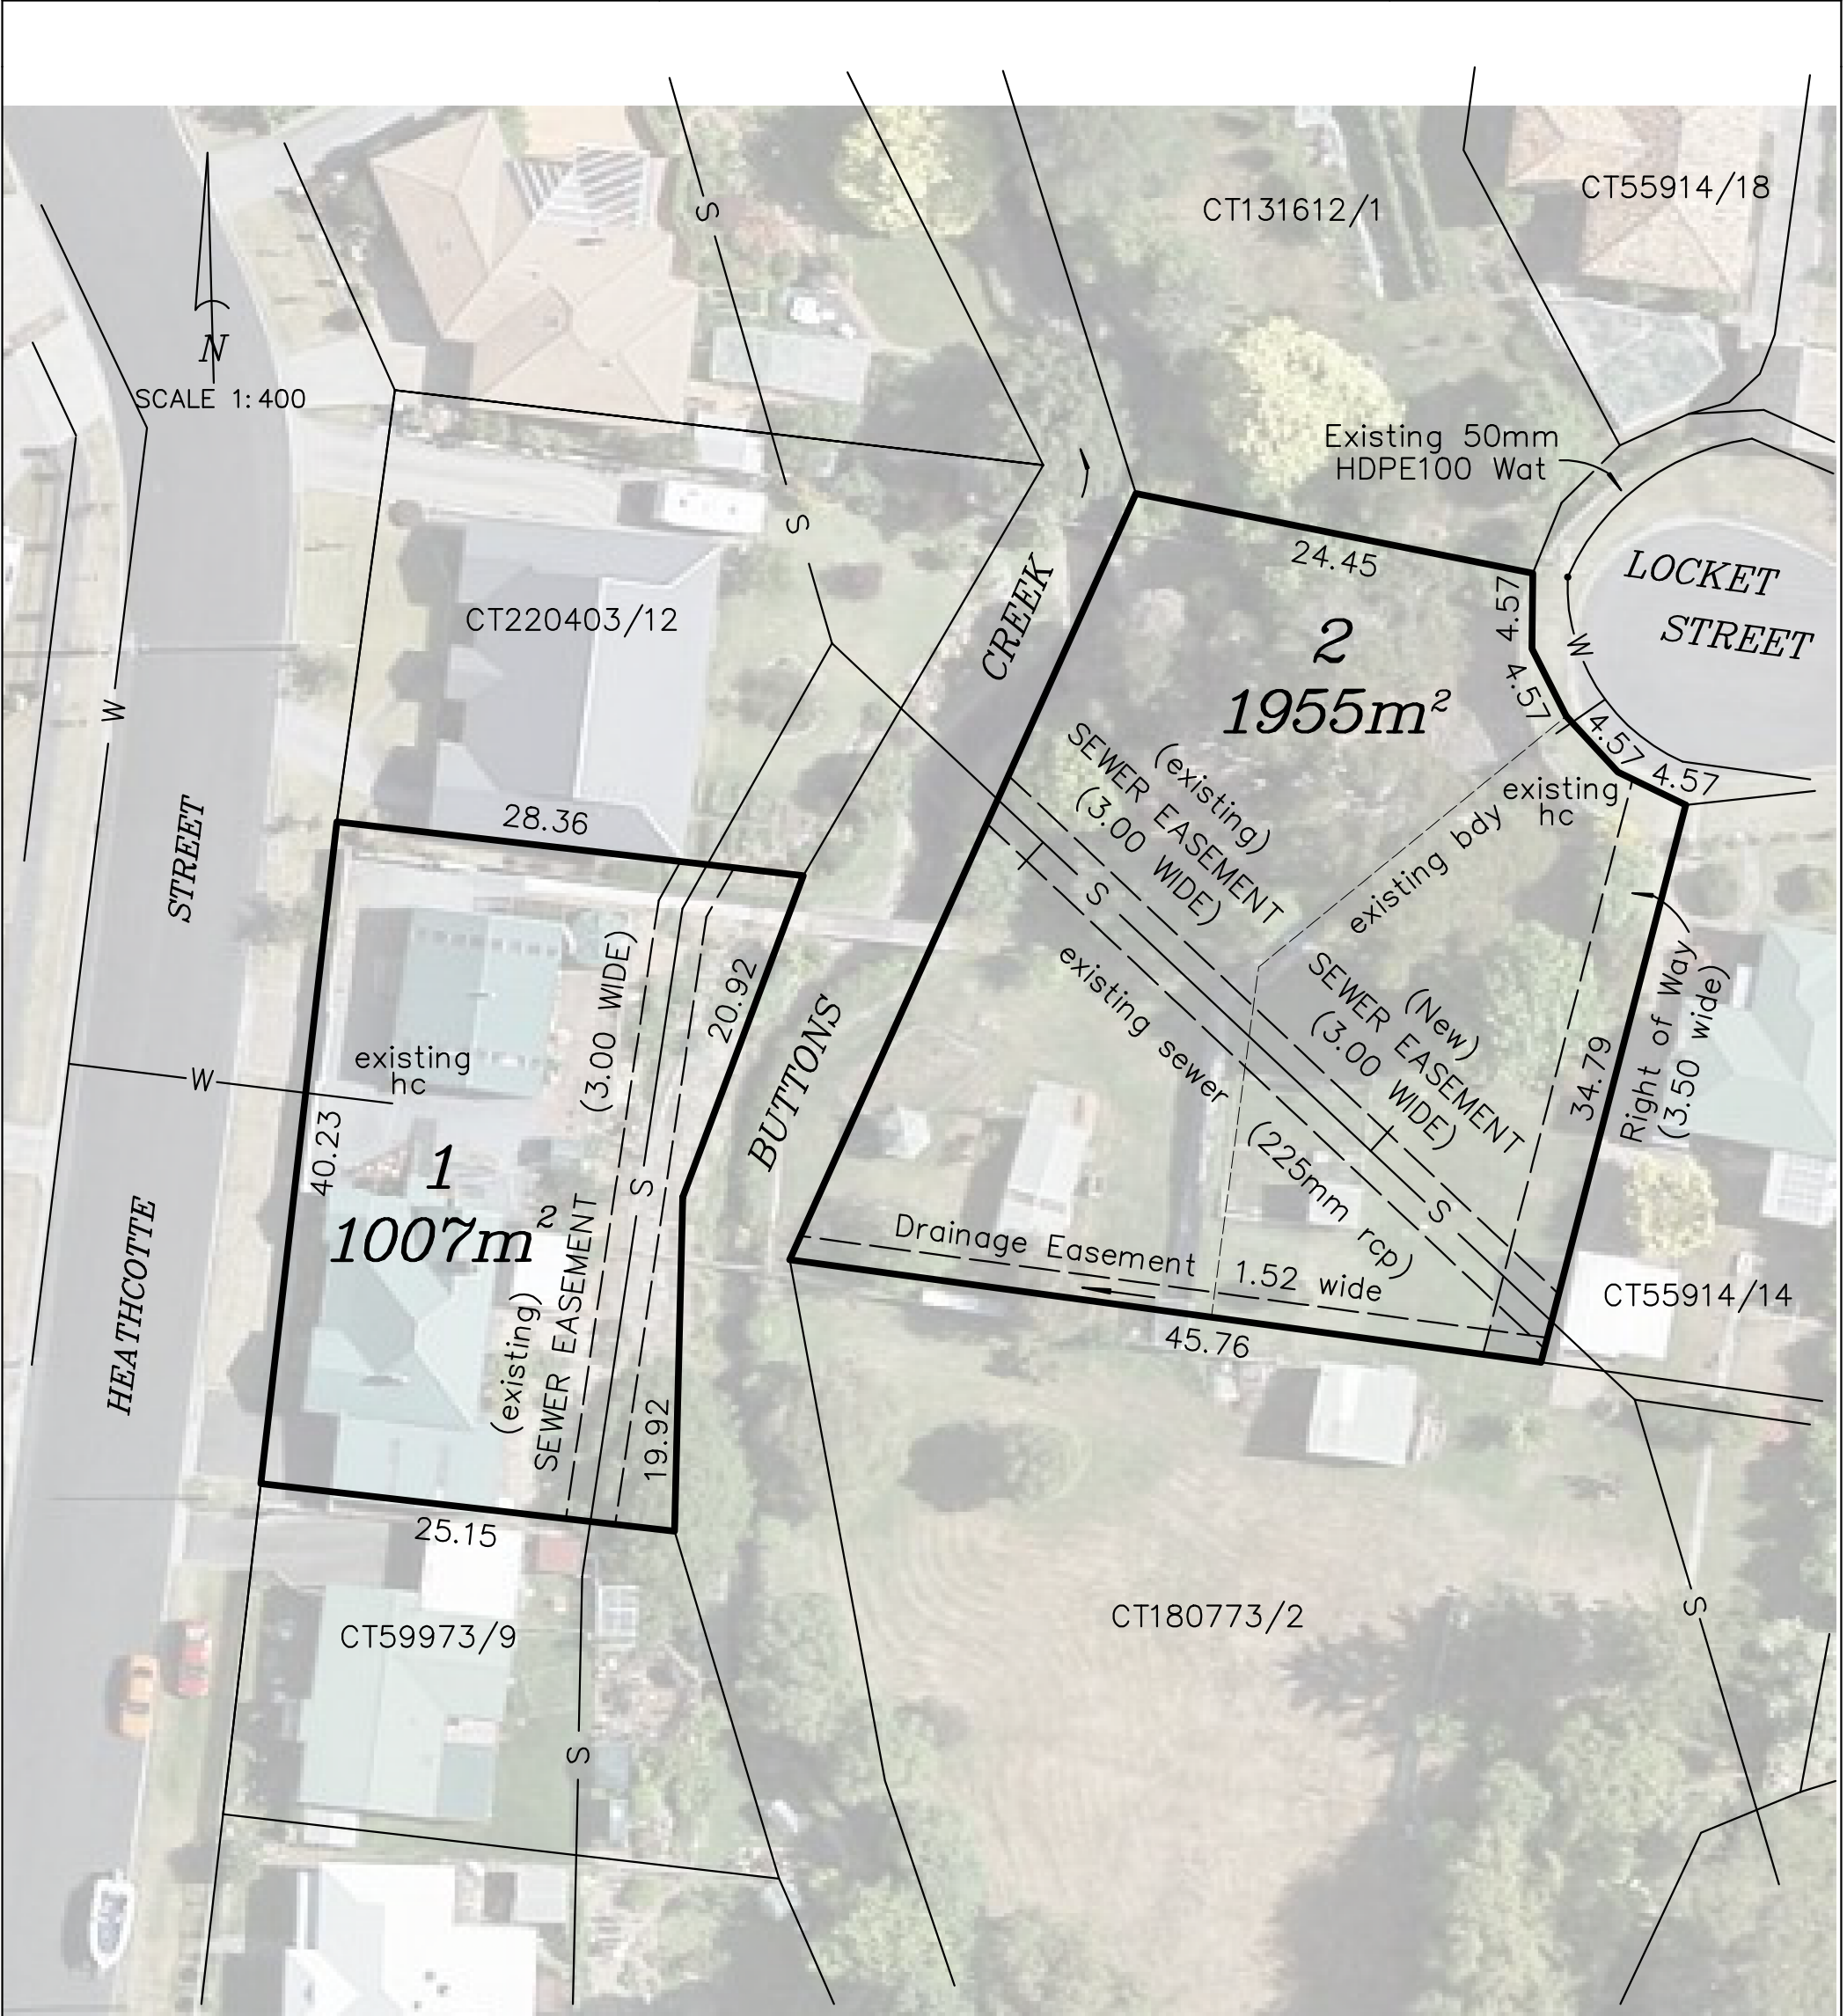 CT55914/18
CT131612/1
S
N
SCALE 1:400
Existing 50mm
HDPE100 Wat
S
24.45
LOCKET
STREET
4.57
CT220403/12
CREEK
2
1955m²
W
4.57
4.57
4.57
W
existing
hc
28.36
STREET
(existing)
SEWER EASEMENT
(3.00 WIDE)
S
existing bdy
(3.00 WIDE)
20.92
existing sewer
(225mm rcp)
(New)
SEWER EASEMENT
(3.00 WIDE)
34.79
Right of Way
(3.50 wide)
existing
hc
W
BUTTONS
40.23
1
1007m²
S
S
HEATHCOTTE
(existing)
SEWER EASEMENT
Drainage Easement 1.52 wide
CT55914/14
45.76
19.92
25.15
CT59973/9
CT180773/2
S
S